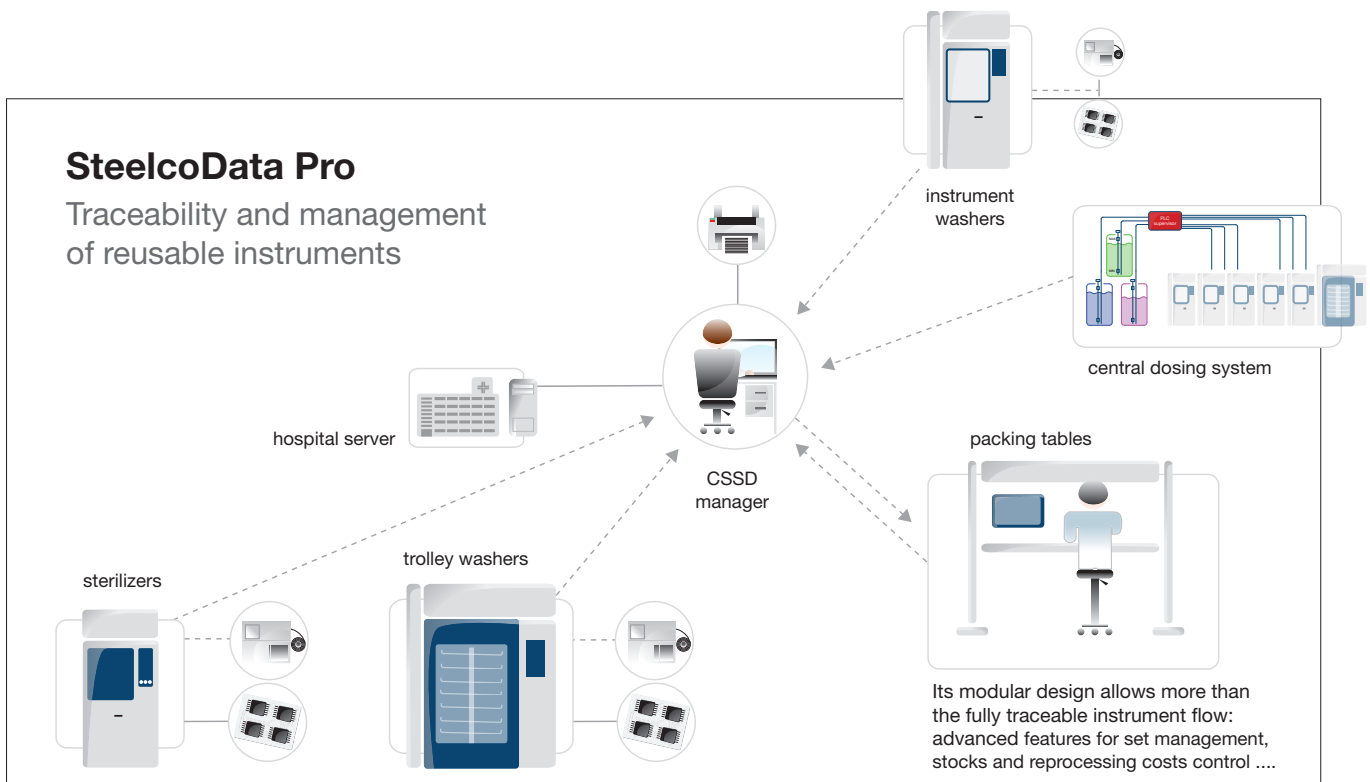 SteelcoData Pro
Traceability and management
of reusable instruments
instrument
washers
PLC
supervisor
central dosing system
hospital server
CSSD
manager
packing tables
sterilizers
trolley washers
Its modular design allows more than
the fully traceable instrument flow:
advanced features for set management,
stocks and reprocessing costs control ....